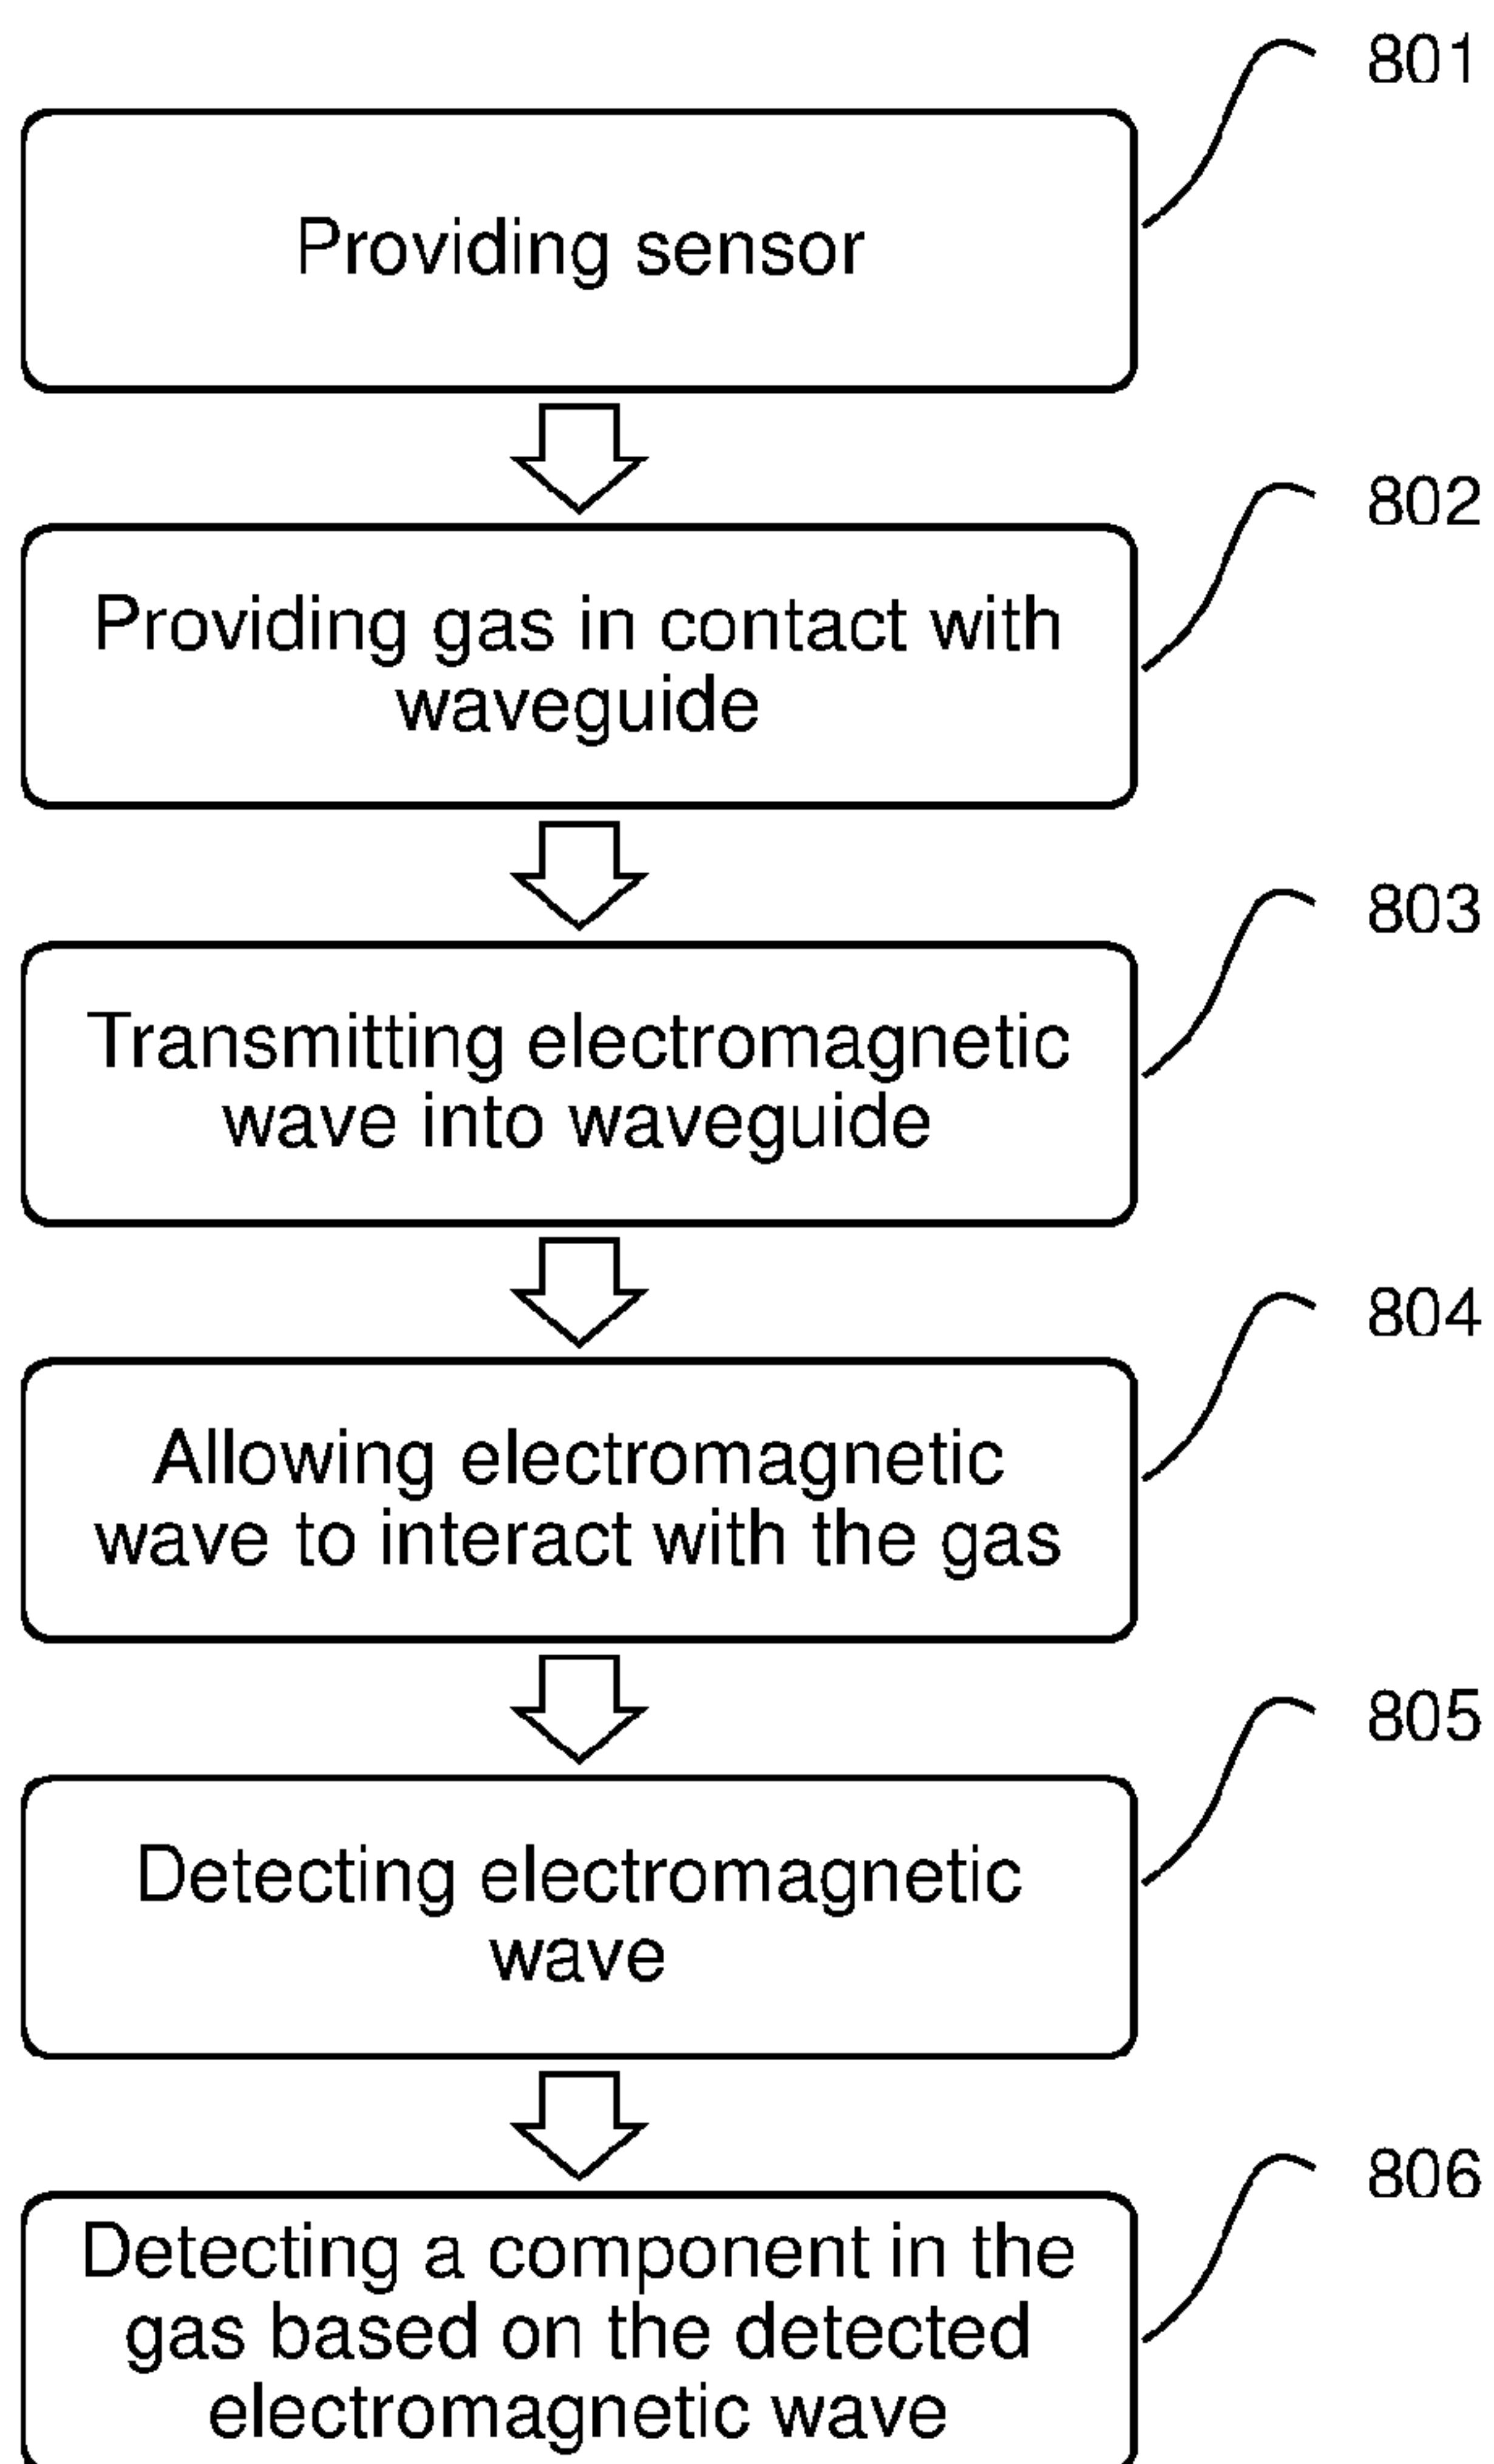 801
Providing sensor
802
Providing gas in contact with
waveguide
803
Transmitting electromagnetic
wave into waveguide
804
Allowing electromagnetic
wave to interact with the gas
805
Detecting electromagnetic
wave
806
Detecting a component in the
gas based on the detected
electromagnetic wave